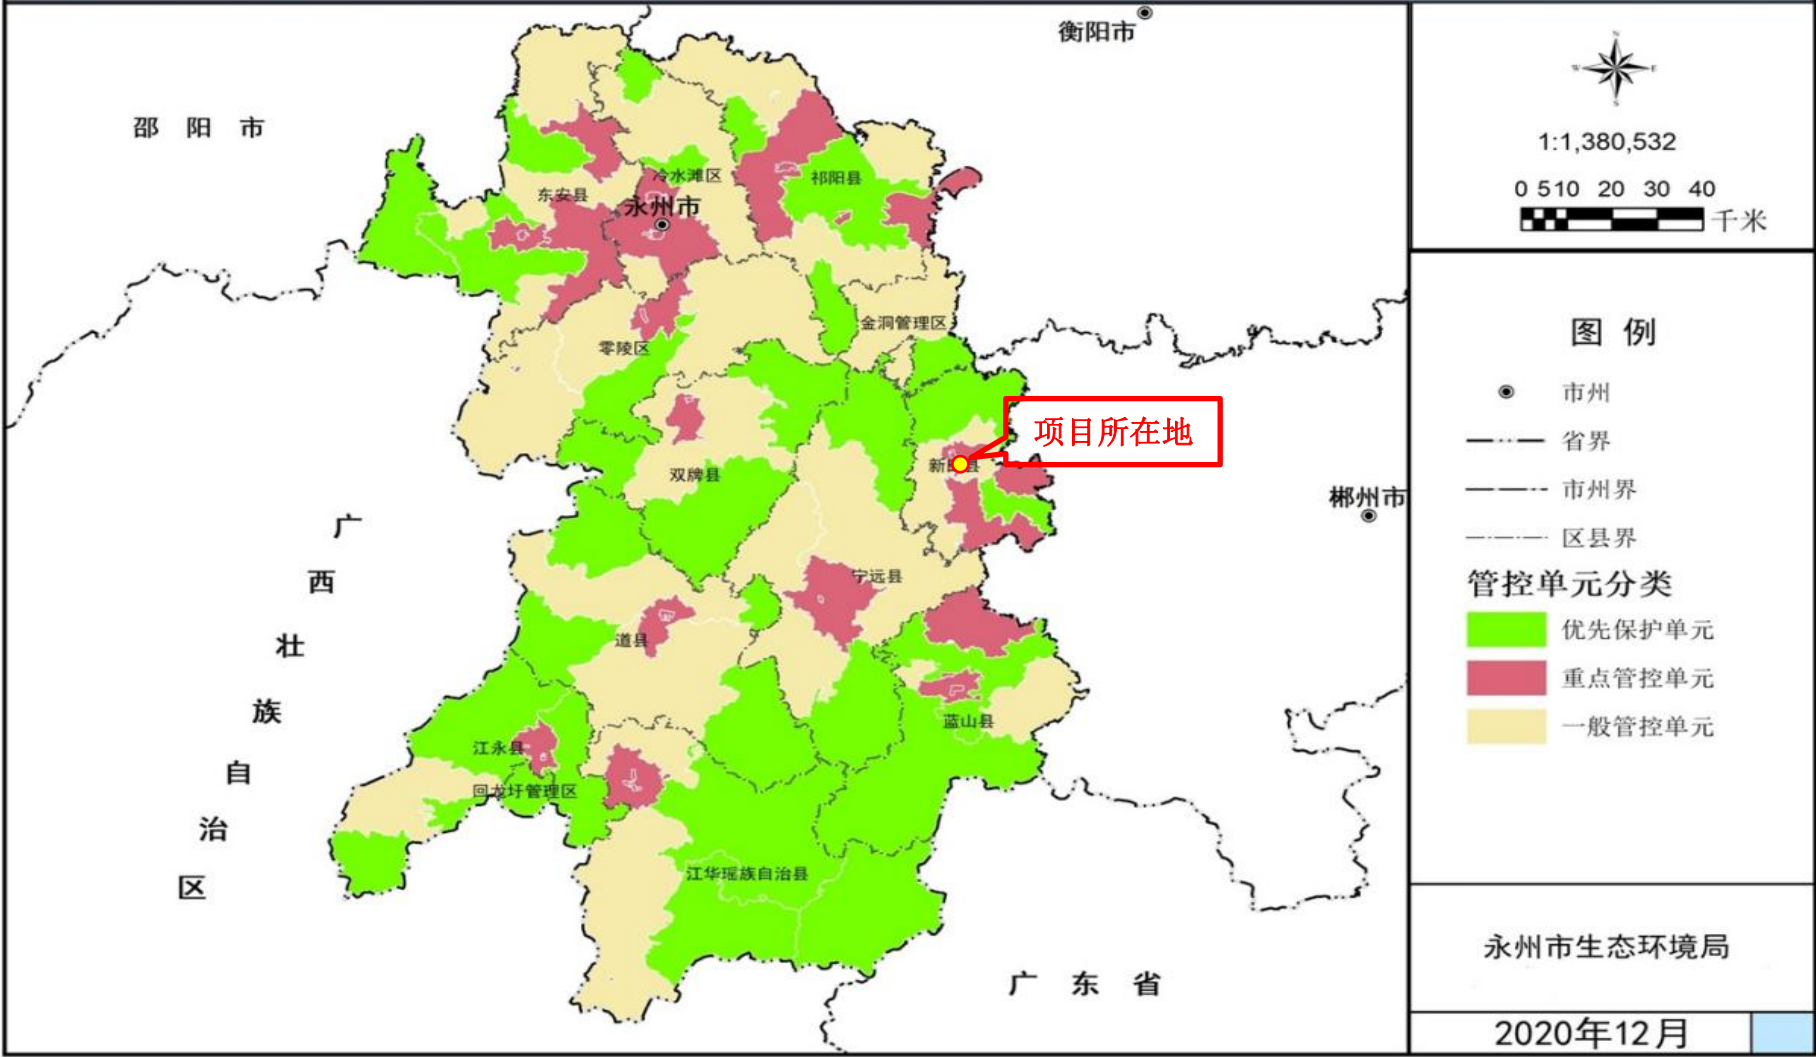 衡阳市
邵 阳 市
冷水滩区
祁阳县
东安县
永州市
金洞管理区
零陵区
项目所在地
新田县
双牌县
郴州市
广
西
壮
族
自
治
区
宁远县
道县
蓝山县
江永县
回龙圩管理区
江华瑶族自治县
广 东 省
N
W E
S
1:1,380,532
0 5 10 20 30 40
千米
图 例
市州
省界
市州界
区县界
管控单元分类
优先保护单元
重点管控单元
一般管控单元
永州市生态环境局
2020年12月